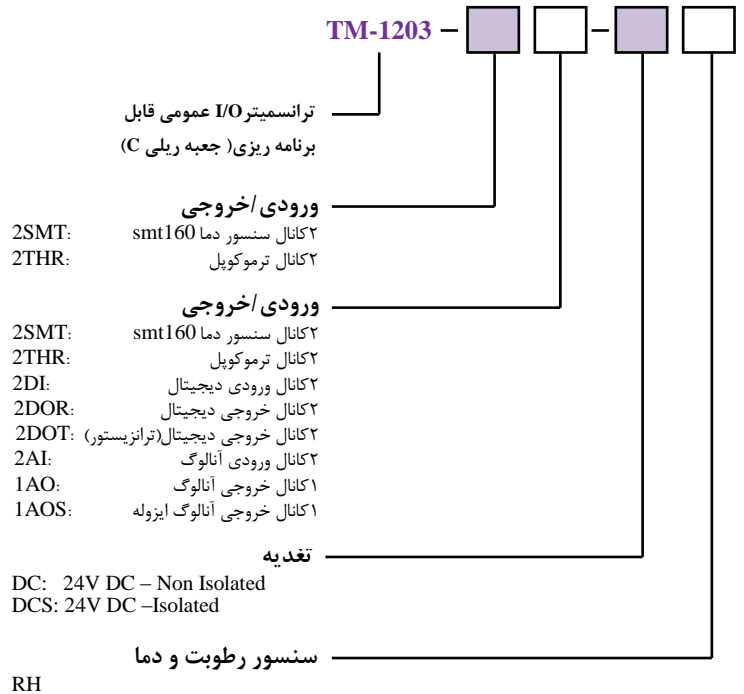 TM-1203 – –
ترانسمیتر I/O عمومی قابل
برنامه ریزی( جعبه ریلی C)
ورودی/خروجی
2SMT: ۲کانال سنسور دما smt160
2THR: ۲کانال ترموکوپل
ورودی/خروجی
2SMT: ۲کانال سنسور دما smt160
2THR: ۲کانال ترموکوپل
2DI: ۲کانال ورودی دیجیتال
2DOR: ۲کانال خروجی دیجیتال
2DOT: ۲کانال خروجی دیجیتال(ترانزیستور)
2AI: ۲کانال ورودی آنالوگ
1AO: ۱کانال خروجی آنالوگ
1AOS: ۱کانال خروجی آنالوگ ایزوله
تغدیه
DC: 24V DC – Non Isolated
DCS: 24V DC –Isolated
سنسور رطوبت و دما
RH